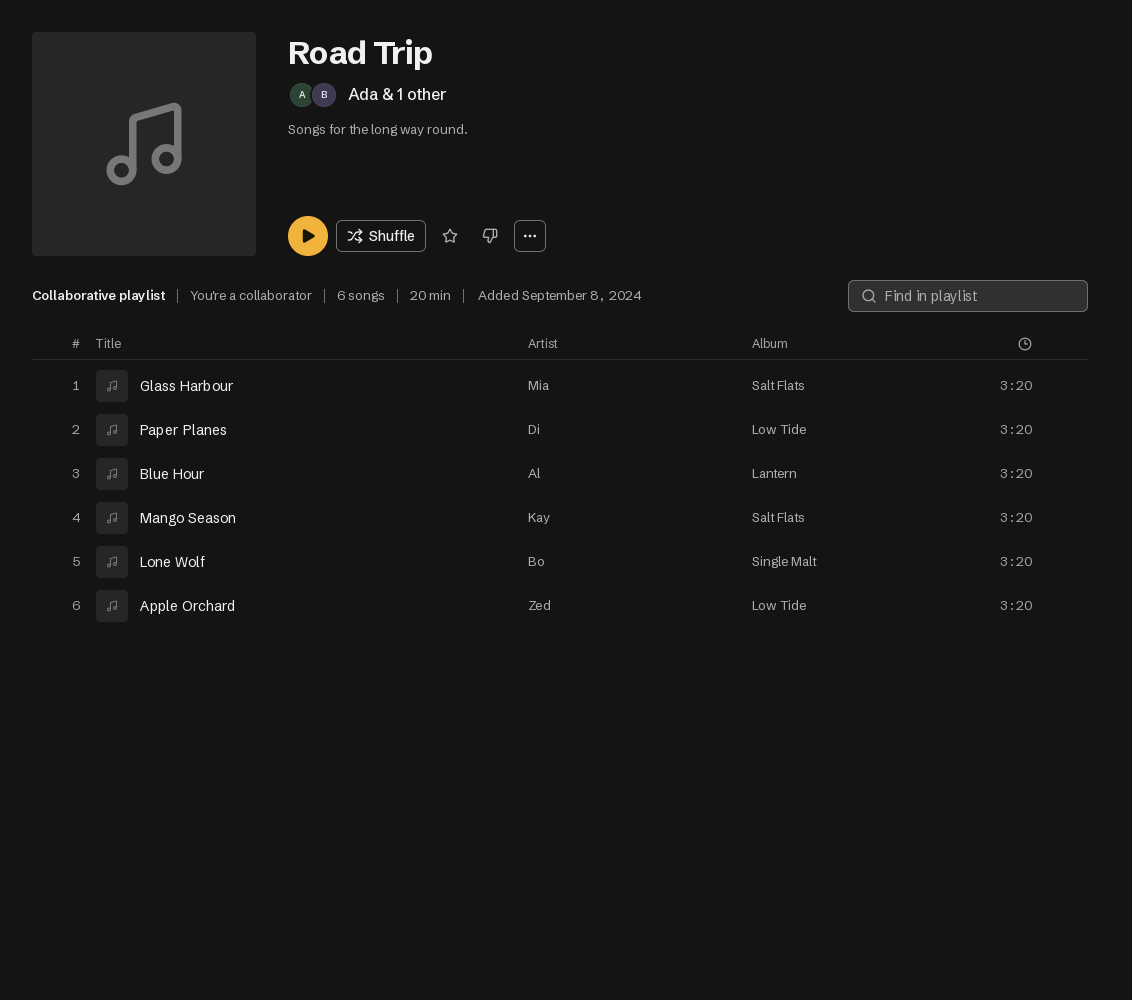 Road Trip
A B Ada & 1 other
Songs for the long way round.
Shuffle
Collaborative playlist You're a collaborator 6 songs 20 min Added September 8, 2024
Find in playlist
# Title Artist Album
1 Glass Harbour Mia Salt Flats 3:20
2 Paper Planes Di Low Tide 3:20
3 Blue Hour Al Lantern 3:20
4 Mango Season Kay Salt Flats 3:20
5 Lone Wolf Bo Single Malt 3:20
6 Apple Orchard Zed Low Tide 3:20